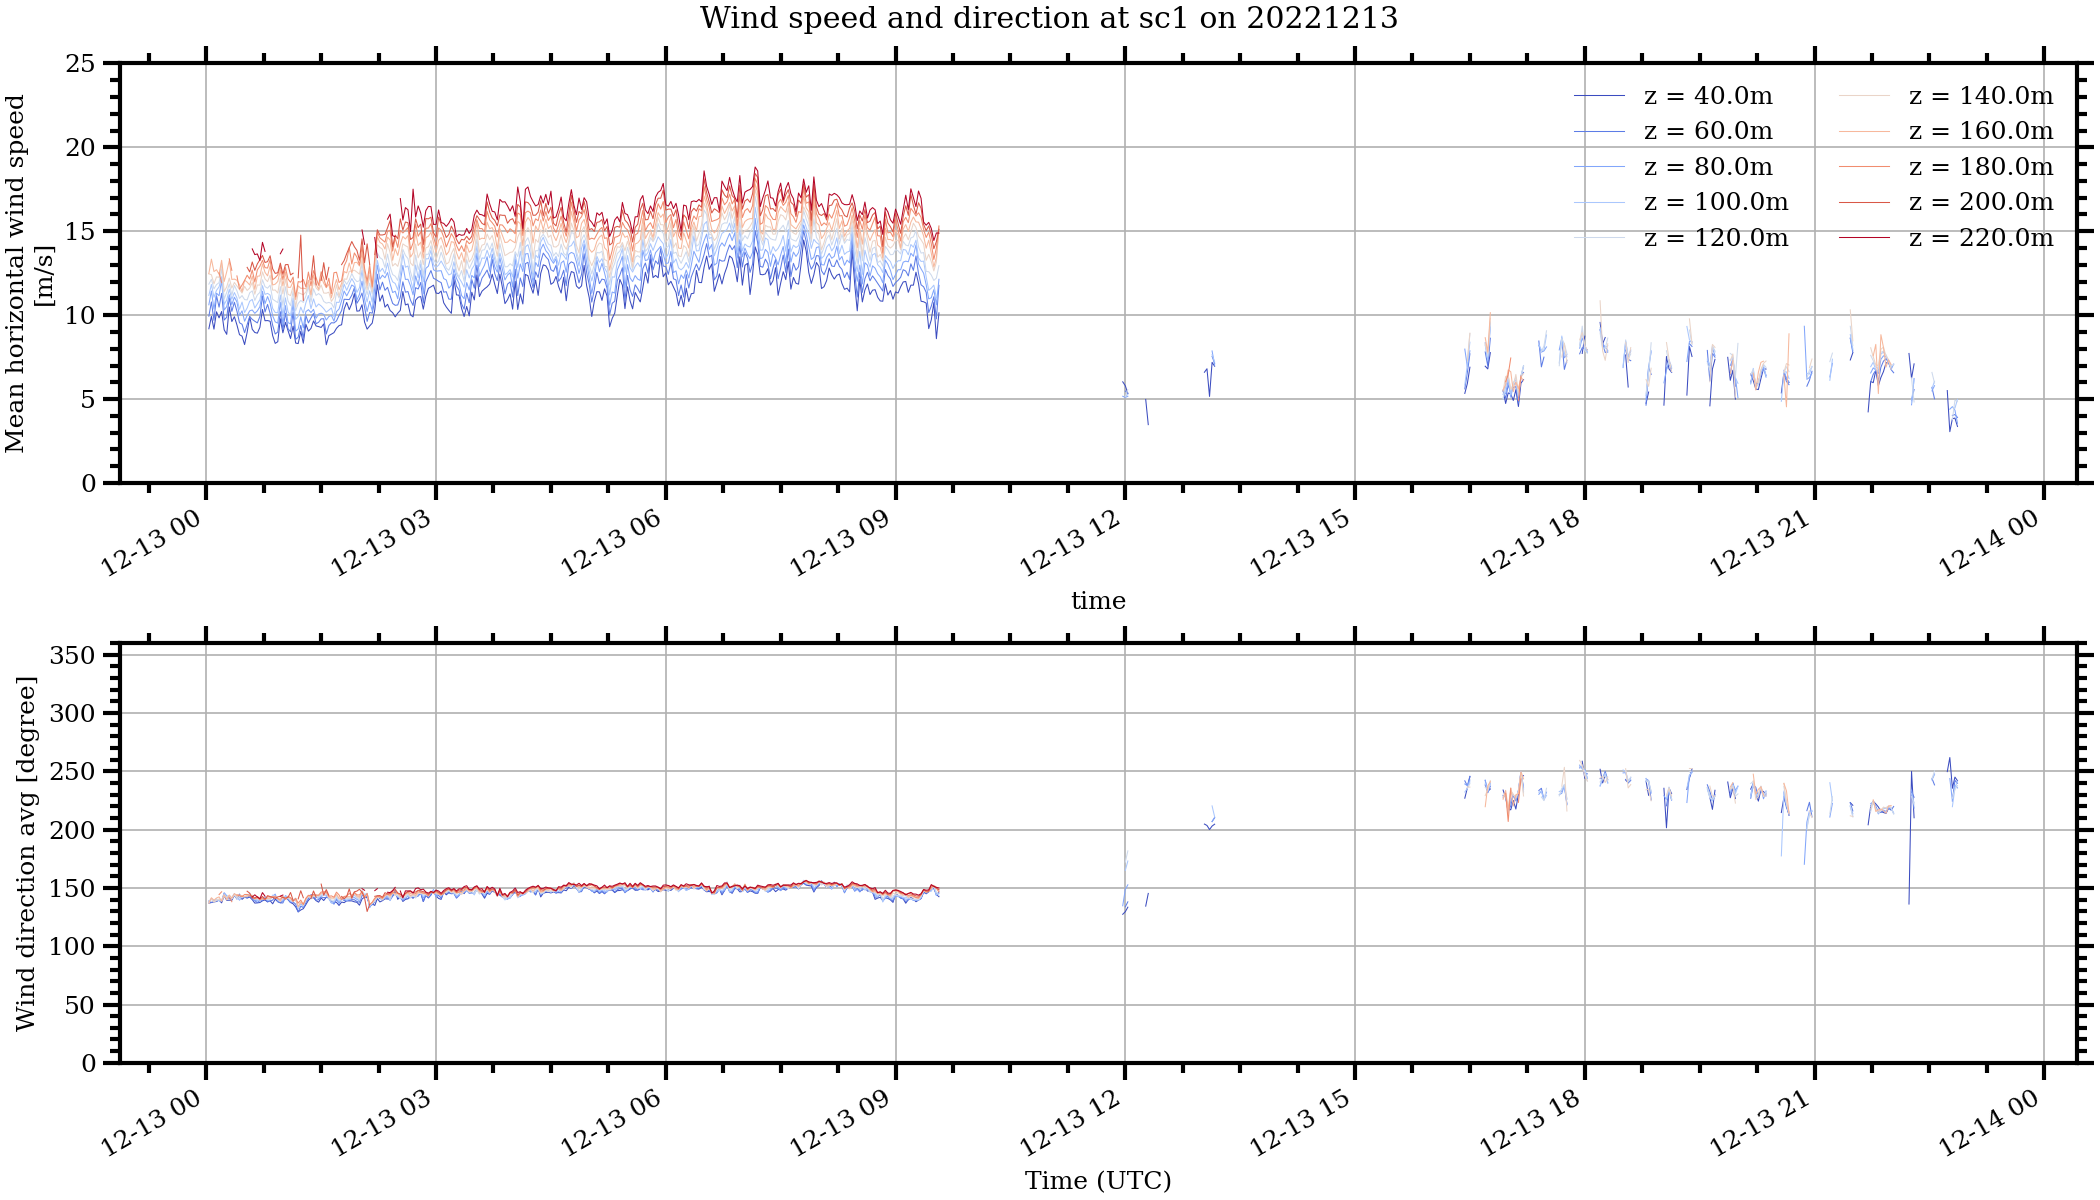 Wind speed and direction at sc1 on 20221213
Mean horizontal wind speed
[m/s]
25
20
15
10
5
0
z = 40.0m
z = 60.0m
z = 80.0m
z = 100.0m
z = 120.0m
z = 140.0m
z = 160.0m
z = 180.0m
z = 200.0m
z = 220.0m
12-13 00
12-13 03
12-13 06
12-13 09
12-13 12
12-13 15
12-13 18
12-13 21
12-14 00
time
Wind direction avg [degree]
350
300
250
200
150
100
50
0
12-13 00
12-13 03
12-13 06
12-13 09
12-13 12
12-13 15
12-13 18
12-13 21
12-14 00
Time (UTC)